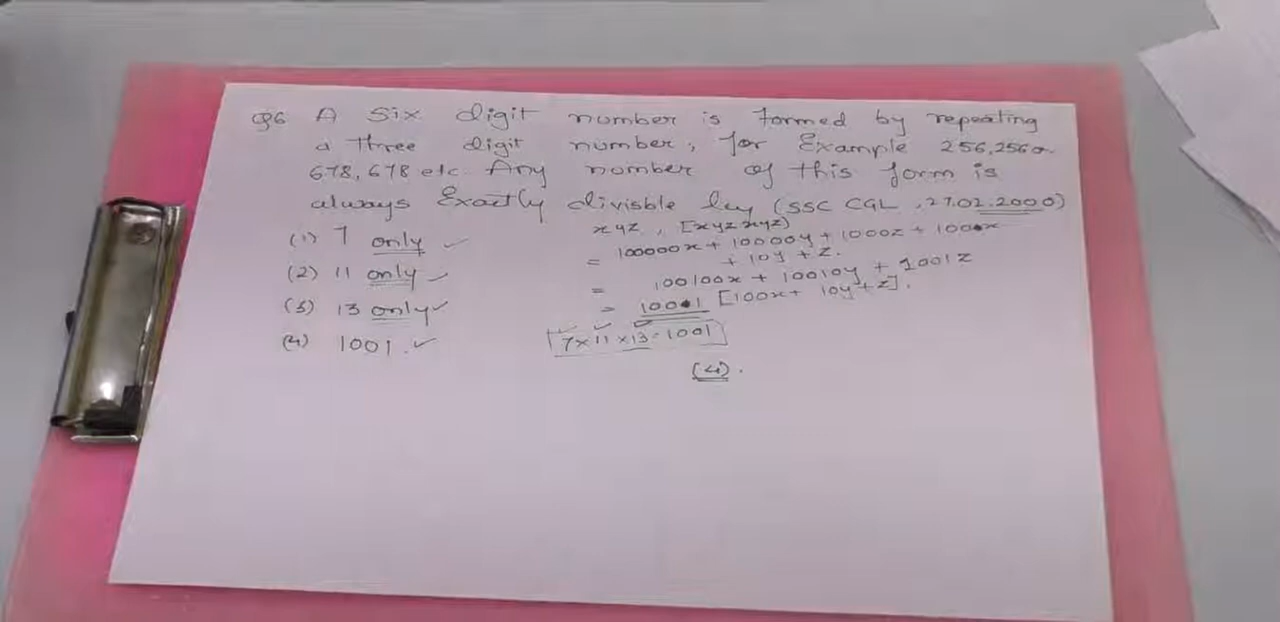 Q6 A Six digit number is formed by repeating
a three digit number, for Example 256,256 or
678,678 etc. Any number of this form is
always Exactly divisble by (SSC CGL, 27.02.2000)
(1) 7 only ✓
(2) 11 only ✓
(3) 13 only ✓
(4) 1001. ✓
xyz, [xyzxyz]
= 100000x + 10000y + 1000z + 100x
+ 10y + z.
= 100100x + 10010y + 1001z
= 1001 [100x + 10y + z].
7×11×13=1001
(4).